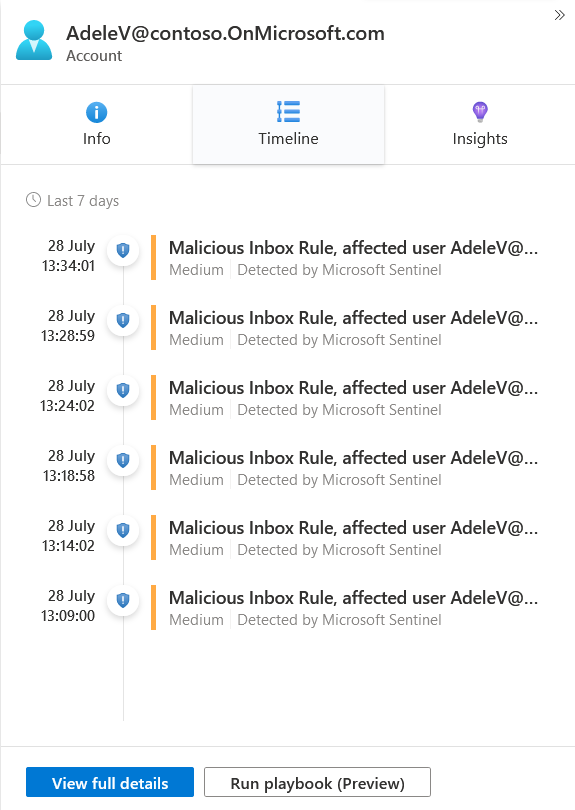 AdeleV@contoso.OnMicrosoft.com
Account
Info
Timeline
Insights
Last 7 days
28 July
13:34:01
Malicious Inbox Rule, affected user AdeleV@...
Medium
Detected by Microsoft Sentinel
28 July
13:28:59
Malicious Inbox Rule, affected user AdeleV@...
Medium
Detected by Microsoft Sentinel
28 July
13:24:02
Malicious Inbox Rule, affected user AdeleV@...
Medium
Detected by Microsoft Sentinel
28 July
13:18:58
Malicious Inbox Rule, affected user AdeleV@...
Medium
Detected by Microsoft Sentinel
28 July
13:14:02
Malicious Inbox Rule, affected user AdeleV@...
Medium
Detected by Microsoft Sentinel
28 July
13:09:00
Malicious Inbox Rule, affected user AdeleV@...
Medium
Detected by Microsoft Sentinel
View full details
Run playbook (Preview)